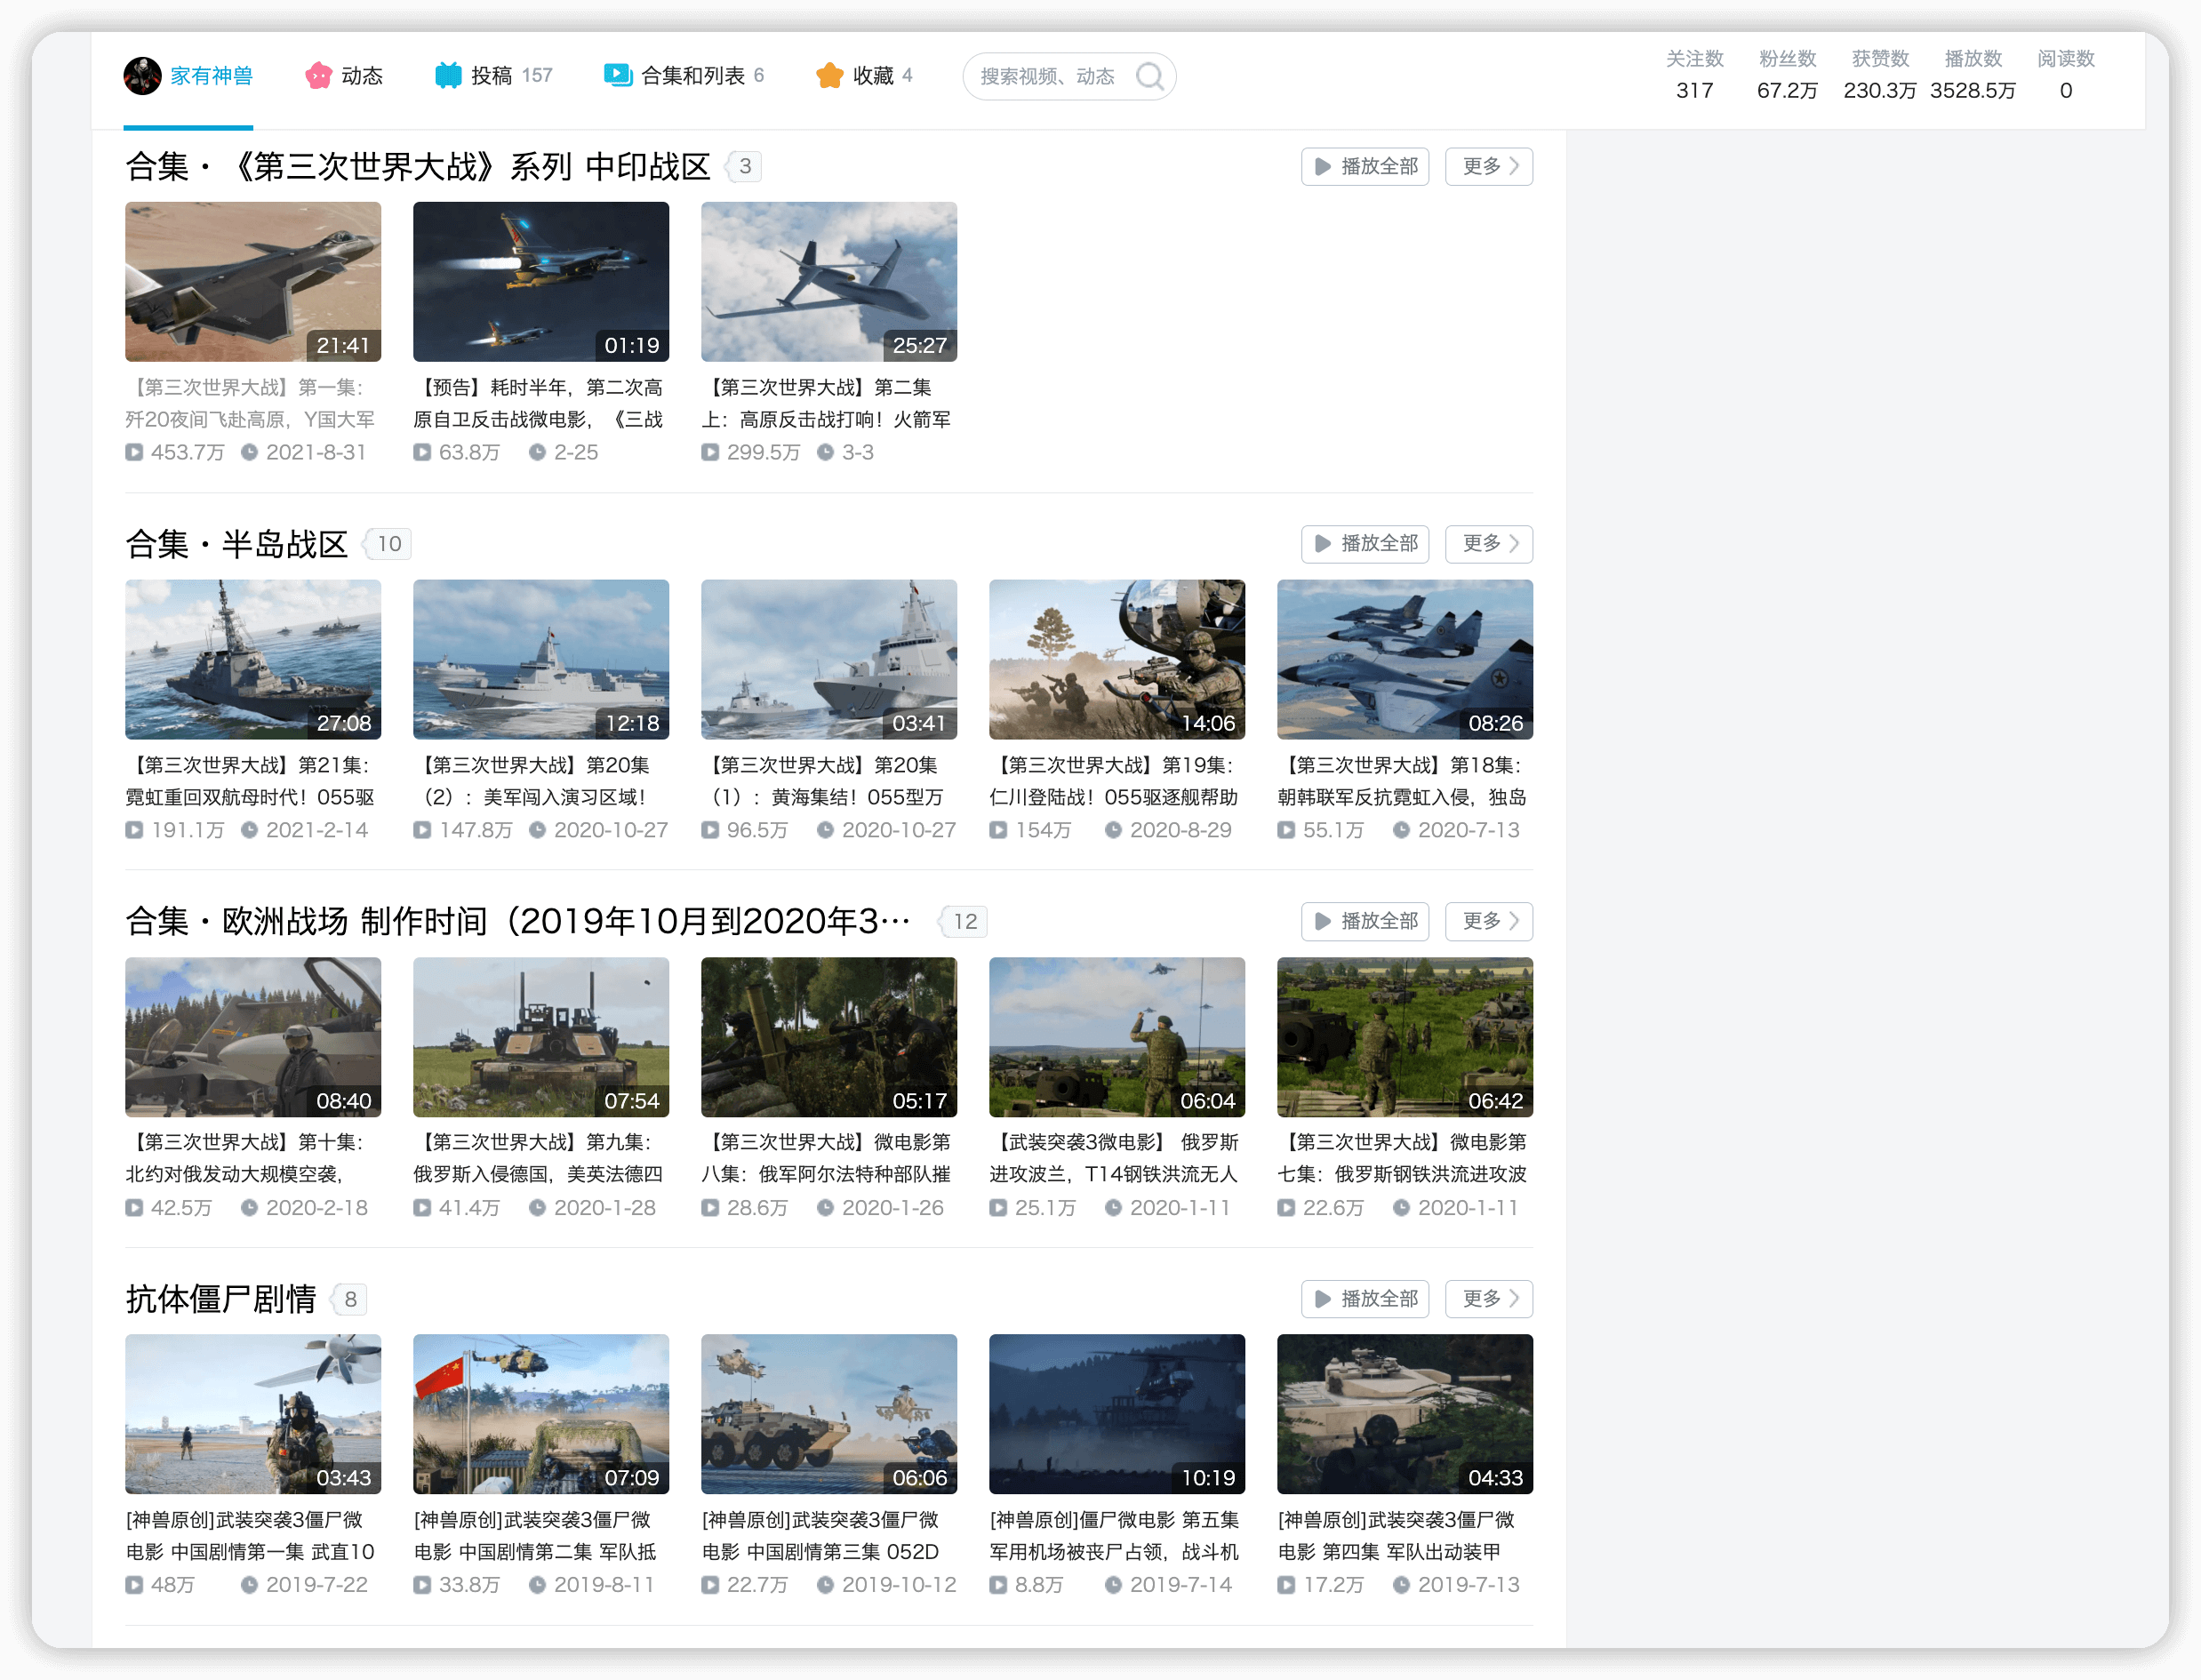 家有神兽 动态 投稿 157 合集和列表 6 收藏 4 搜索视频、动态
关注数 粉丝数 获赞数 播放数 阅读数
317 67.2万 230.3万 3528.5万 0
合集·《第三次世界大战》系列 中印战区 3 播放全部 更多
21:41 01:19 25:27
【第三次世界大战】第一集： 【预告】耗时半年，第二次高 【第三次世界大战】第二集
歼20夜间飞赴高原，Y国大军 原自卫反击战微电影，《三战 上：高原反击战打响！火箭军
453.7万 2021-8-31 63.8万 2-25 299.5万 3-3
合集·半岛战区 10 播放全部 更多
27:08 12:18 03:41 14:06 08:26
【第三次世界大战】第21集： 【第三次世界大战】第20集 【第三次世界大战】第20集 【第三次世界大战】第19集： 【第三次世界大战】第18集：
霓虹重回双航母时代！055驱 （2）：美军闯入演习区域！ （1）：黄海集结！055型万 仁川登陆战！055驱逐舰帮助 朝韩联军反抗霓虹入侵，独岛
191.1万 2021-2-14 147.8万 2020-10-27 96.5万 2020-10-27 154万 2020-8-29 55.1万 2020-7-13
合集·欧洲战场 制作时间（2019年10月到2020年3… 12 播放全部 更多
08:40 07:54 05:17 06:04 06:42
【第三次世界大战】第十集： 【第三次世界大战】第九集： 【第三次世界大战】微电影第 【武装突袭3微电影】 俄罗斯 【第三次世界大战】微电影第
北约对俄发动大规模空袭， 俄罗斯入侵德国，美英法德四 八集：俄军阿尔法特种部队摧 进攻波兰，T14钢铁洪流无人 七集：俄罗斯钢铁洪流进攻波
42.5万 2020-2-18 41.4万 2020-1-28 28.6万 2020-1-26 25.1万 2020-1-11 22.6万 2020-1-11
抗体僵尸剧情 8 播放全部 更多
03:43 07:09 06:06 10:19 04:33
[神兽原创]武装突袭3僵尸微 [神兽原创]武装突袭3僵尸微 [神兽原创]武装突袭3僵尸微 [神兽原创]僵尸微电影 第五集 [神兽原创]武装突袭3僵尸微
电影 中国剧情第一集 武直10 电影 中国剧情第二集 军队抵 电影 中国剧情第三集 052D 军用机场被丧尸占领，战斗机 电影 第四集 军队出动装甲
48万 2019-7-22 33.8万 2019-8-11 22.7万 2019-10-12 8.8万 2019-7-14 17.2万 2019-7-13